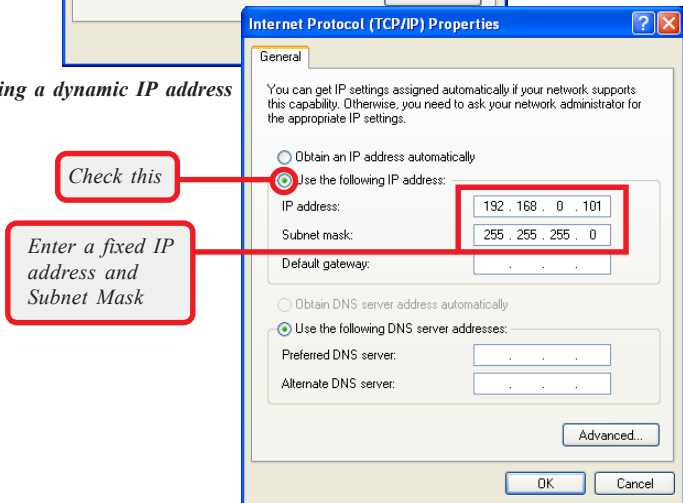 Internet Protocol (TCP/IP) Properties
General
ing a dynamic IP address
You can get IP settings assigned automatically if your network supports
this capability. Otherwise, you need to ask your network administrator for
the appropriate IP settings.
Obtain an IP address automatically
Check this
Use the following IP address:
IP address: 192 . 168 . 0 . 101
Enter a fixed IP
address and
Subnet Mask
Subnet mask: 255 . 255 . 255 . 0
Default gateway: . . .
Obtain DNS server address automatically
Use the following DNS server addresses:
Preferred DNS server: . . .
Alternate DNS server: . . .
Advanced...
OK Cancel